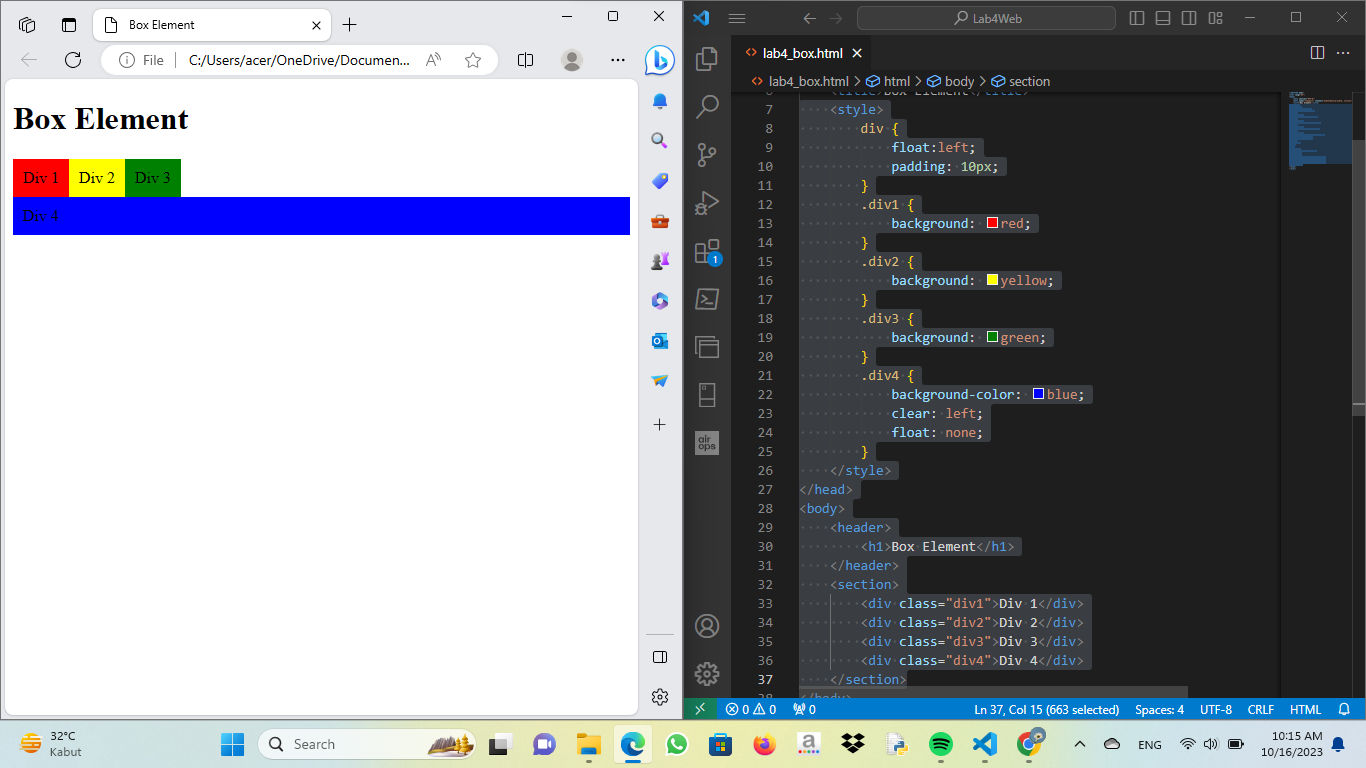 Box Element
File
C:/Users/acer/OneDrive/Documen...
Box Element
Div 1 Div 2 Div 3
Div 4
Lab4Web
lab4_box.html
lab4_box.html > html > body > section
6 <title>Box Element</title>
7 <style>
8 div {
9 float:left;
10 padding: 10px;
11 }
12 .div1 {
13 background: red;
14 }
15 .div2 {
16 background: yellow;
17 }
18 .div3 {
19 background: green;
20 }
21 .div4 {
22 background-color: blue;
23 clear: left;
24 float: none;
25 }
26 </style>
27 </head>
28 <body>
29 <header>
30 <h1>Box Element</h1>
31 </header>
32 <section>
33 <div class="div1">Div 1</div>
34 <div class="div2">Div 2</div>
35 <div class="div3">Div 3</div>
36 <div class="div4">Div 4</div>
37 </section>
38 </body>
1
air
ops
0 0 0
Ln 37, Col 15 (663 selected) Spaces: 4 UTF-8 CRLF HTML
32°C
Kabut
Search
ENG
10:15 AM
10/16/2023